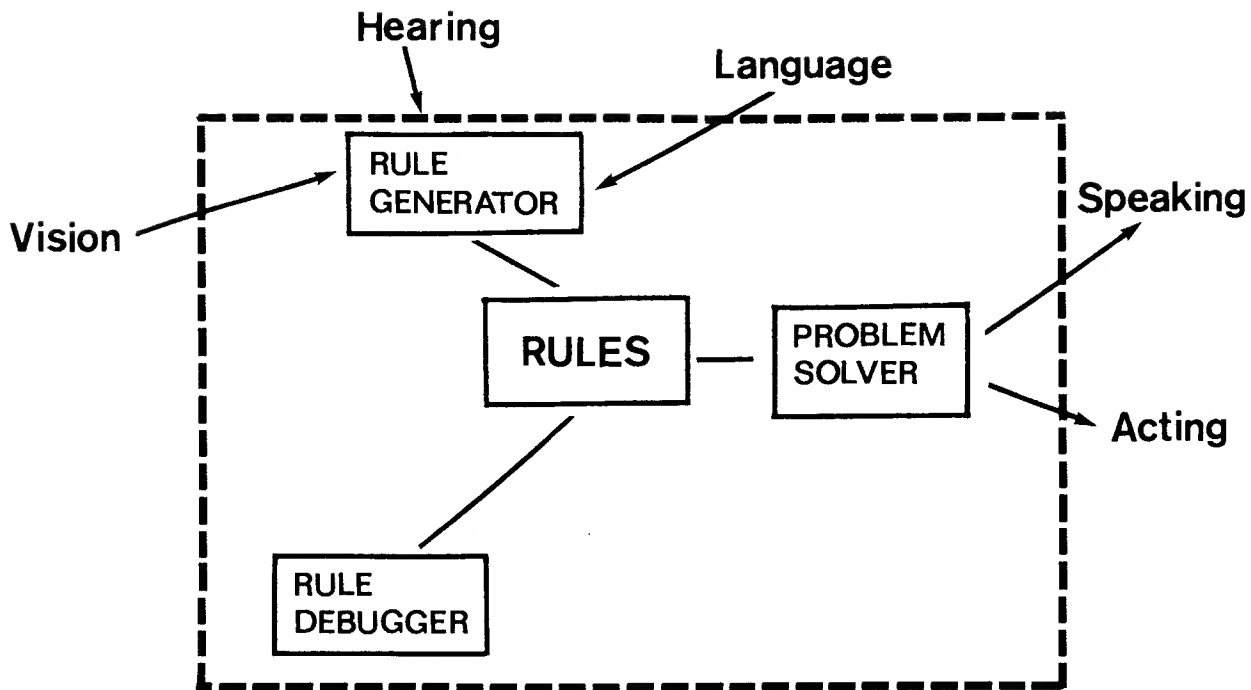 Hearing
Language
RULE
GENERATOR
Vision
Speaking
RULES
PROBLEM
SOLVER
Acting
RULE
DEBUGGER